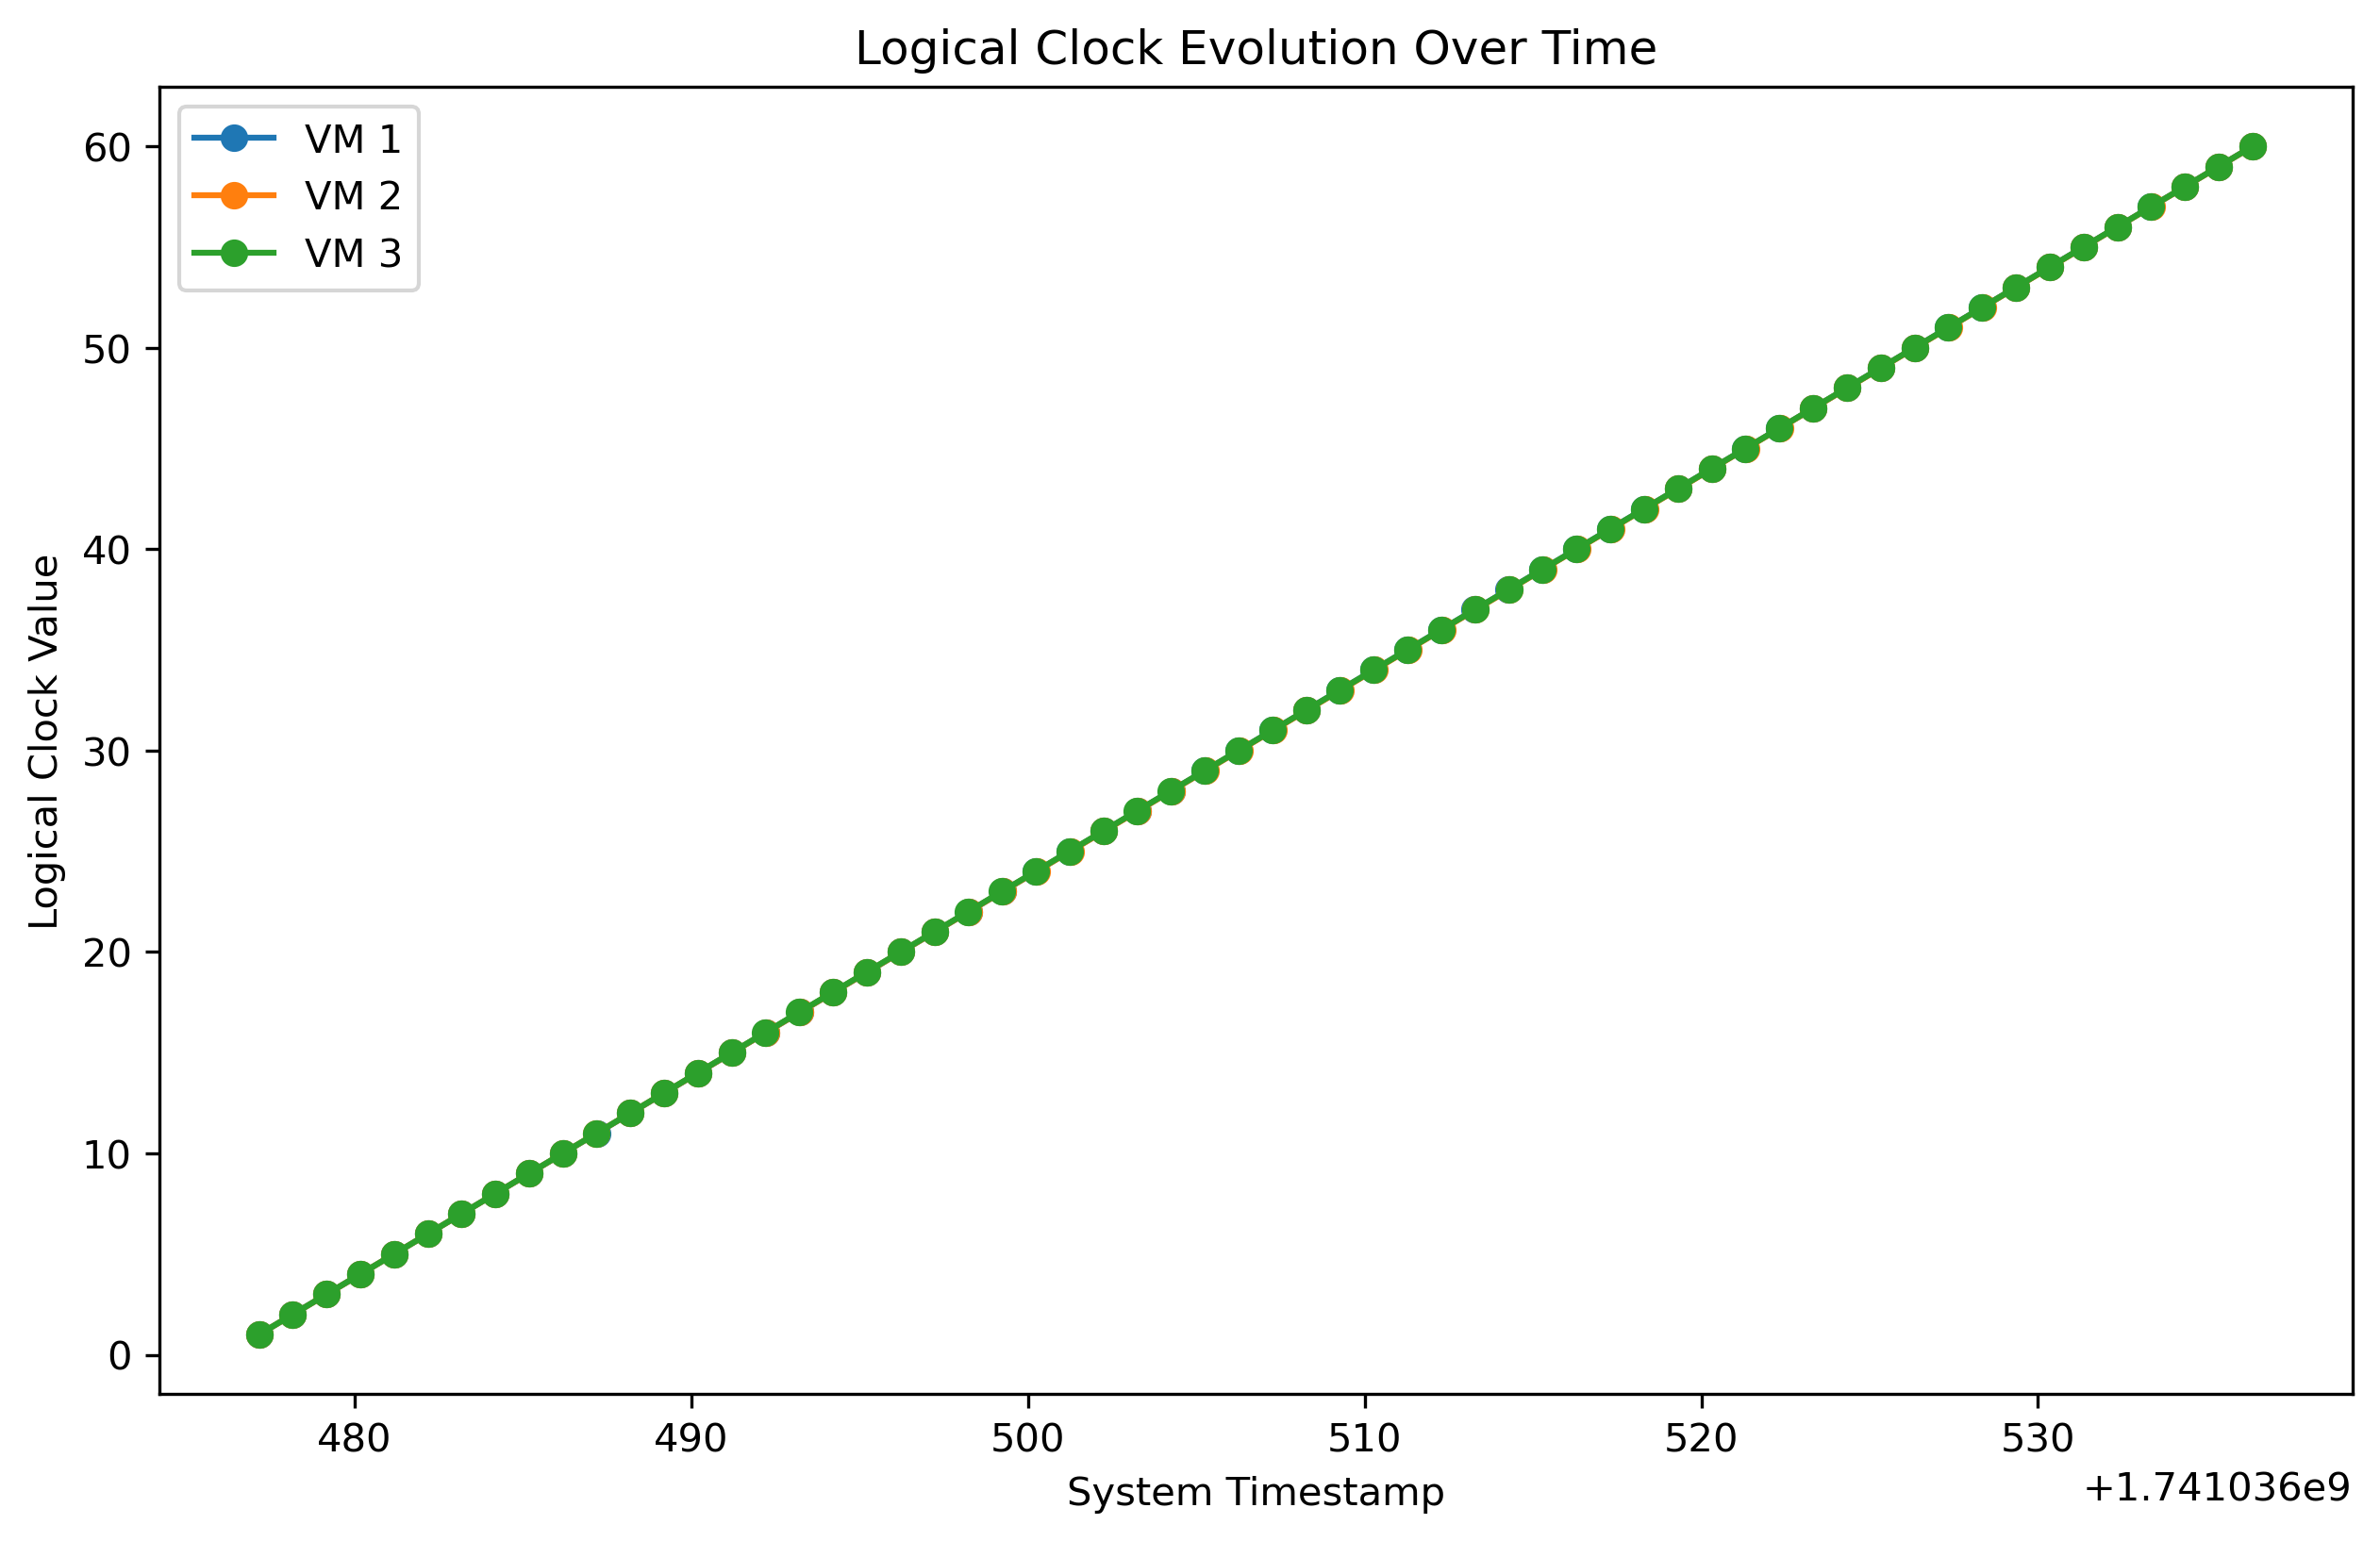 Logical Clock Evolution Over Time
VM 1
VM 2
VM 3
60
50
40
30
20
10
0
Logical Clock Value
480 490 500 510 520 530
System Timestamp
+1.741036e9